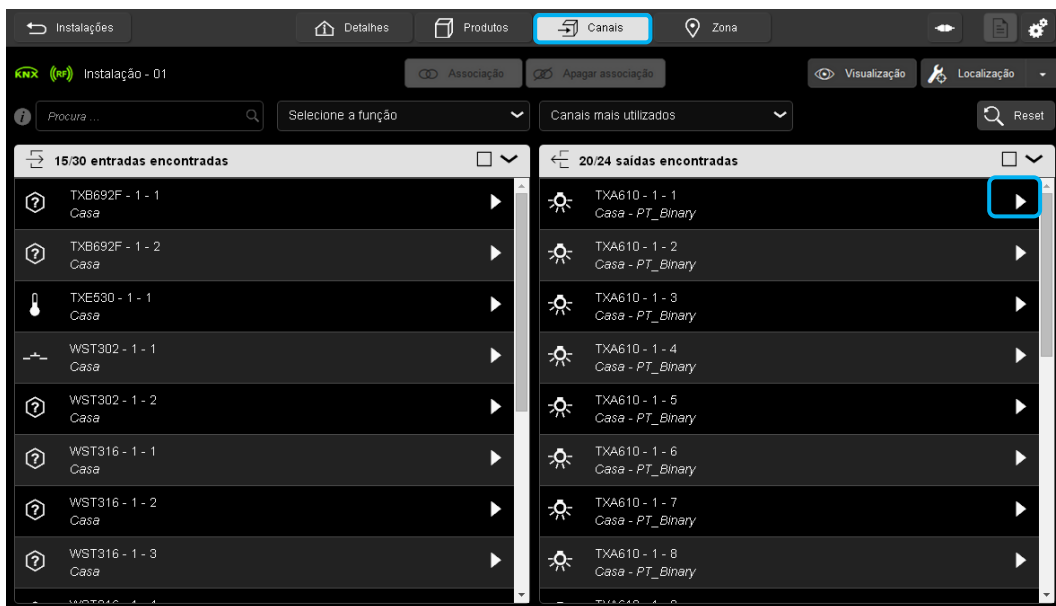 Instalações
Detalhes
Produtos
Canais
Zona
KNX
RF
Instalação - 01
Associação
Apagar associação
Visualização
Localização
Procura ...
Selecione a função
Canais mais utilizados
Reset
15/30 entradas encontradas
TXB692F - 1 - 1
Casa
TXB692F - 1 - 2
Casa
TXE530 - 1 - 1
Casa
WST302 - 1 - 1
Casa
WST302 - 1 - 2
Casa
WST316 - 1 - 1
Casa
WST316 - 1 - 2
Casa
WST316 - 1 - 3
Casa
20/24 saídas encontradas
TXA610 - 1 - 1
Casa - PT_Binary
TXA610 - 1 - 2
Casa - PT_Binary
TXA610 - 1 - 3
Casa - PT_Binary
TXA610 - 1 - 4
Casa - PT_Binary
TXA610 - 1 - 5
Casa - PT_Binary
TXA610 - 1 - 6
Casa - PT_Binary
TXA610 - 1 - 7
Casa - PT_Binary
TXA610 - 1 - 8
Casa - PT_Binary